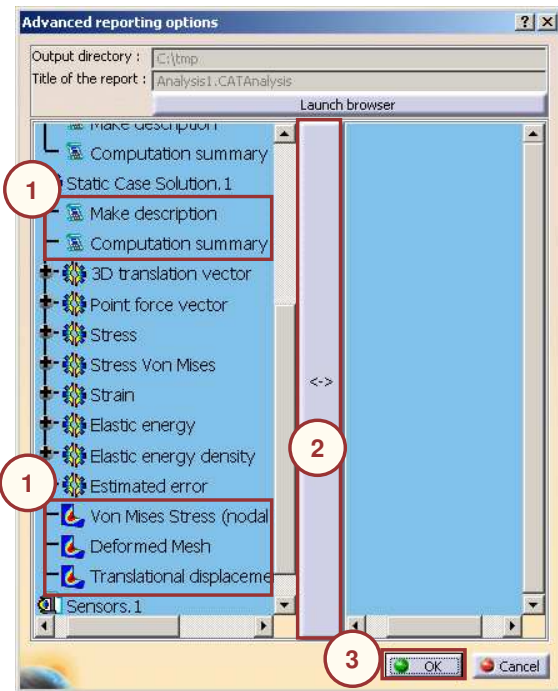 Advanced reporting options
Output directory : C:\tmp
Title of the report : Analysis1.CATAnalysis
Launch browser
Make description
Computation summary
1
Static Case Solution.1
Make description
Computation summary
3D translation vector
Point force vector
Stress
Stress Von Mises
<->
Strain
Elastic energy
2
Elastic energy density
1
Estimated error
Von Mises Stress (nodal
Deformed Mesh
Translational displaceme
Sensors.1
3
OK
Cancel